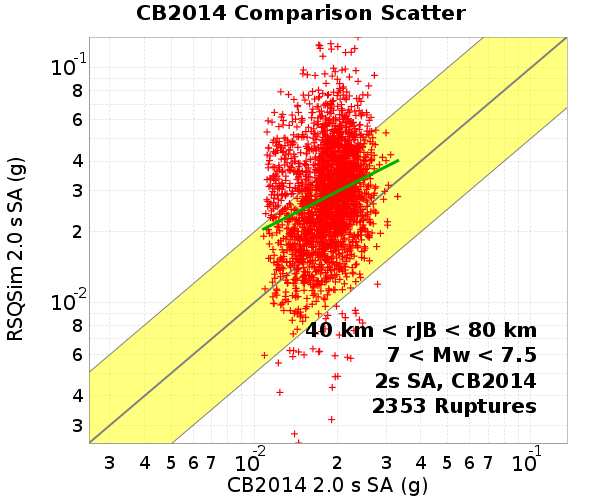 CB2014 Comparison Scatter
RSQSim 2.0 s SA (g)
10-1
8
6
4
3
2
10-2
8
6
4
3
40 km < rJB < 80 km
7 < Mw < 7.5
2s SA, CB2014
2353 Ruptures
3 4 5 6 7 10-2 2 3 4 5 6 7 10-1
CB2014 2.0 s SA (g)